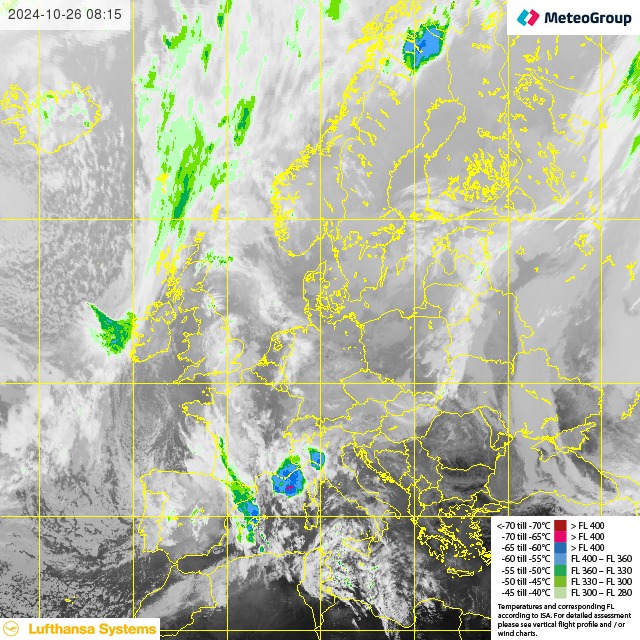 2024-10-26 08:15
MeteoGroup
<-70 till -70°C > FL 400
-70 till -65°C > FL 400
-65 till -60°C > FL 400
-60 till -55°C FL 400 – FL 360
-55 till -50°C FL 360 – FL 330
-50 till -45°C FL 330 – FL 300
-45 till -40°C FL 300 – FL 280
Temperatures and corresponding FL
according to ISA. For detailed assessment
please see vertical flight profile and / or
wind charts.
Lufthansa Systems